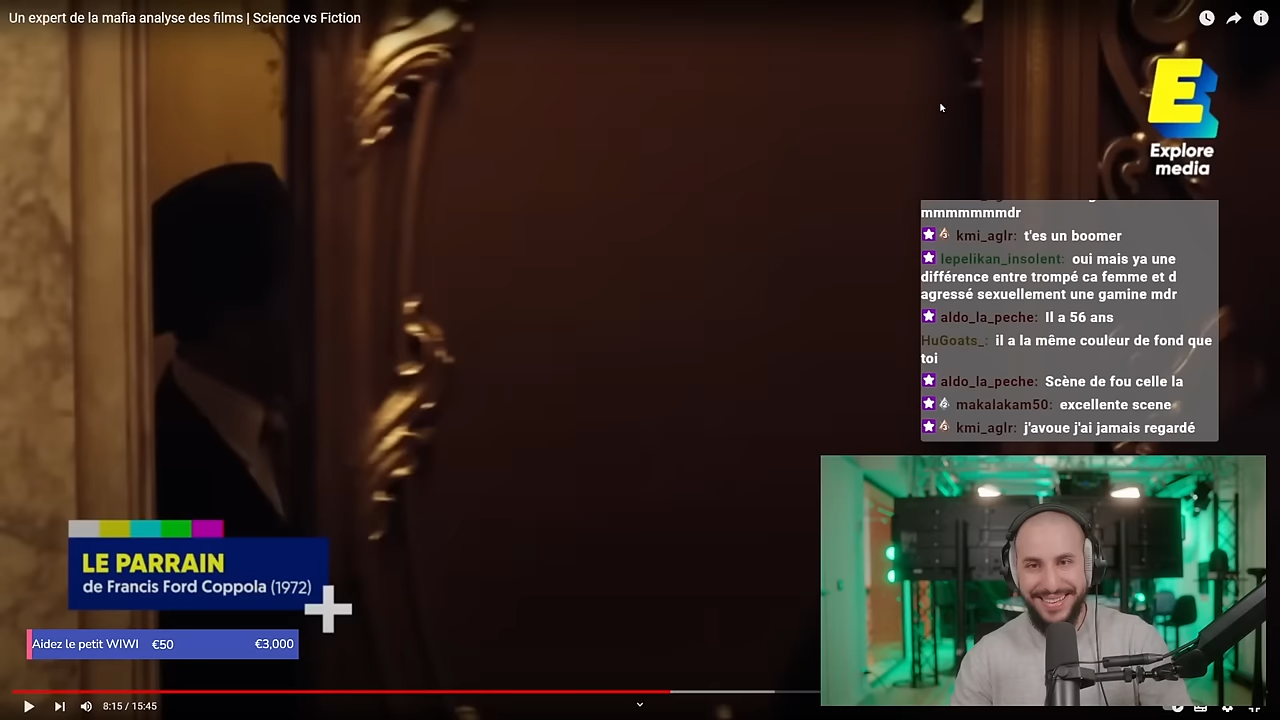 Un expert de la mafia analyse des films | Science vs Fiction
Explore
media
mmmmmmmdr
kmi_aglr: t'es un boomer
lepelikan_insolent: oui mais ya une
différence entre trompé ca femme et d
agressé sexuellement une gamine mdr
aldo_la_peche: Il a 56 ans
HuGoats_: il a la même couleur de fond que
toi
aldo_la_peche: Scène de fou celle la
makalakam50: excellente scene
kmi_aglr: j'avoue j'ai jamais regardé
LE PARRAIN
de Francis Ford Coppola (1972)
Aidez le petit WIWI €50 €3,000
8:15 / 15:45